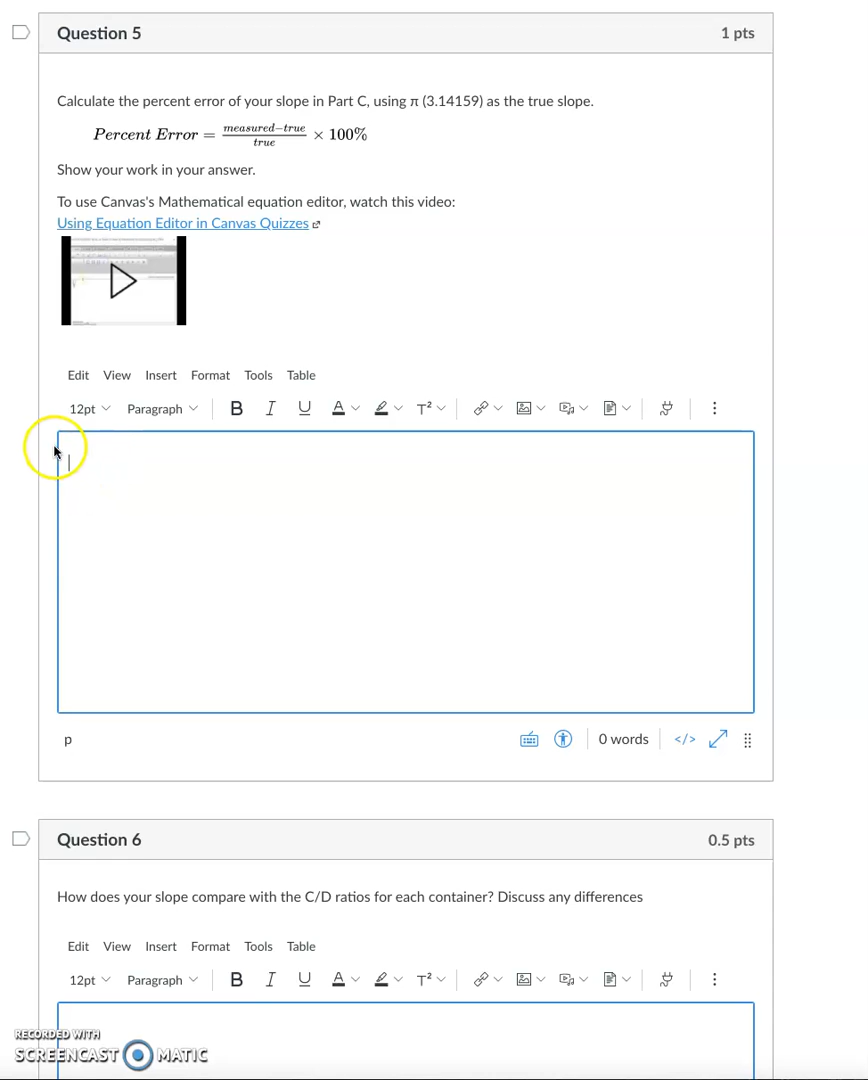 Question 5 1 pts
Calculate the percent error of your slope in Part C, using π (3.14159) as the true slope.
Percent Error = measured−true / true × 100%
Show your work in your answer.
To use Canvas's Mathematical equation editor, watch this video:
Using Equation Editor in Canvas Quizzes
Edit View Insert Format Tools Table
12pt Paragraph B I U A T²
p 0 words </>
Question 6 0.5 pts
How does your slope compare with the C/D ratios for each container? Discuss any differences
Edit View Insert Format Tools Table
12pt Paragraph B I U A T²
RECORDED WITH
SCREENCAST MATIC